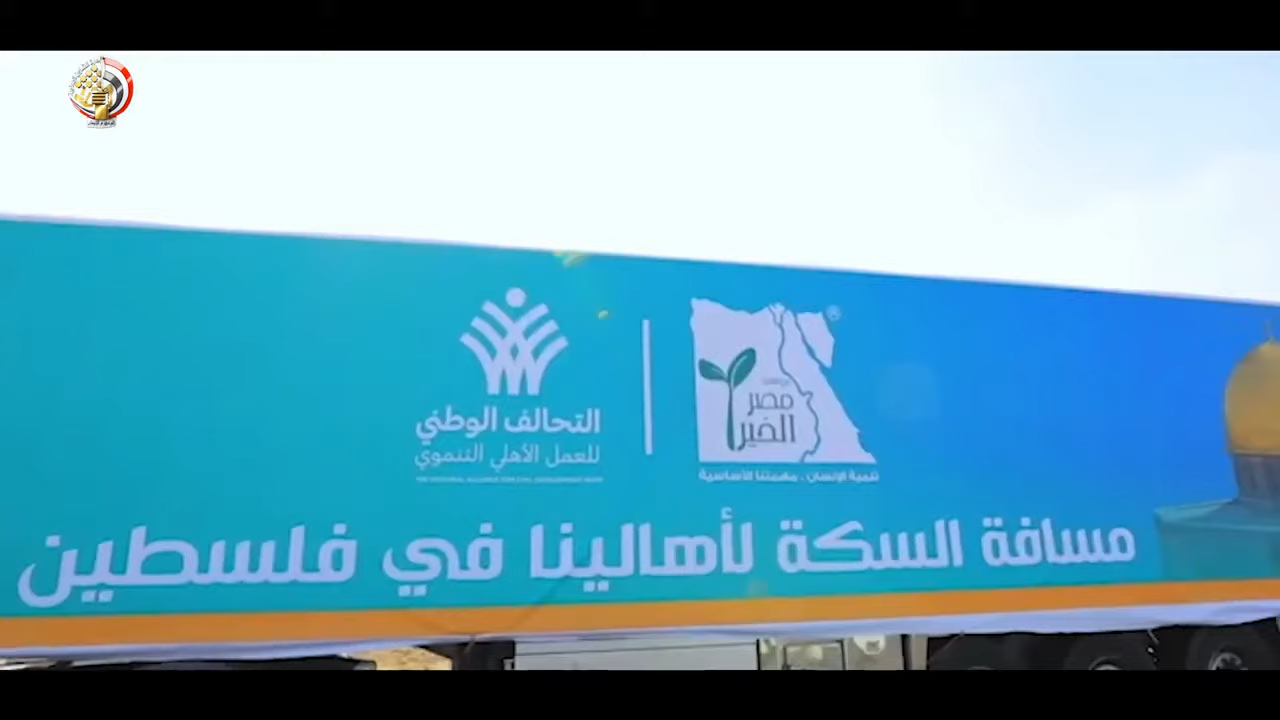 مصر
الخير
تنمية الإنسان . مهمتنا الأساسية
التحالف الوطني
للعمل الأهلي التنموي
مسافة السكة لأهالينا في فلسطين